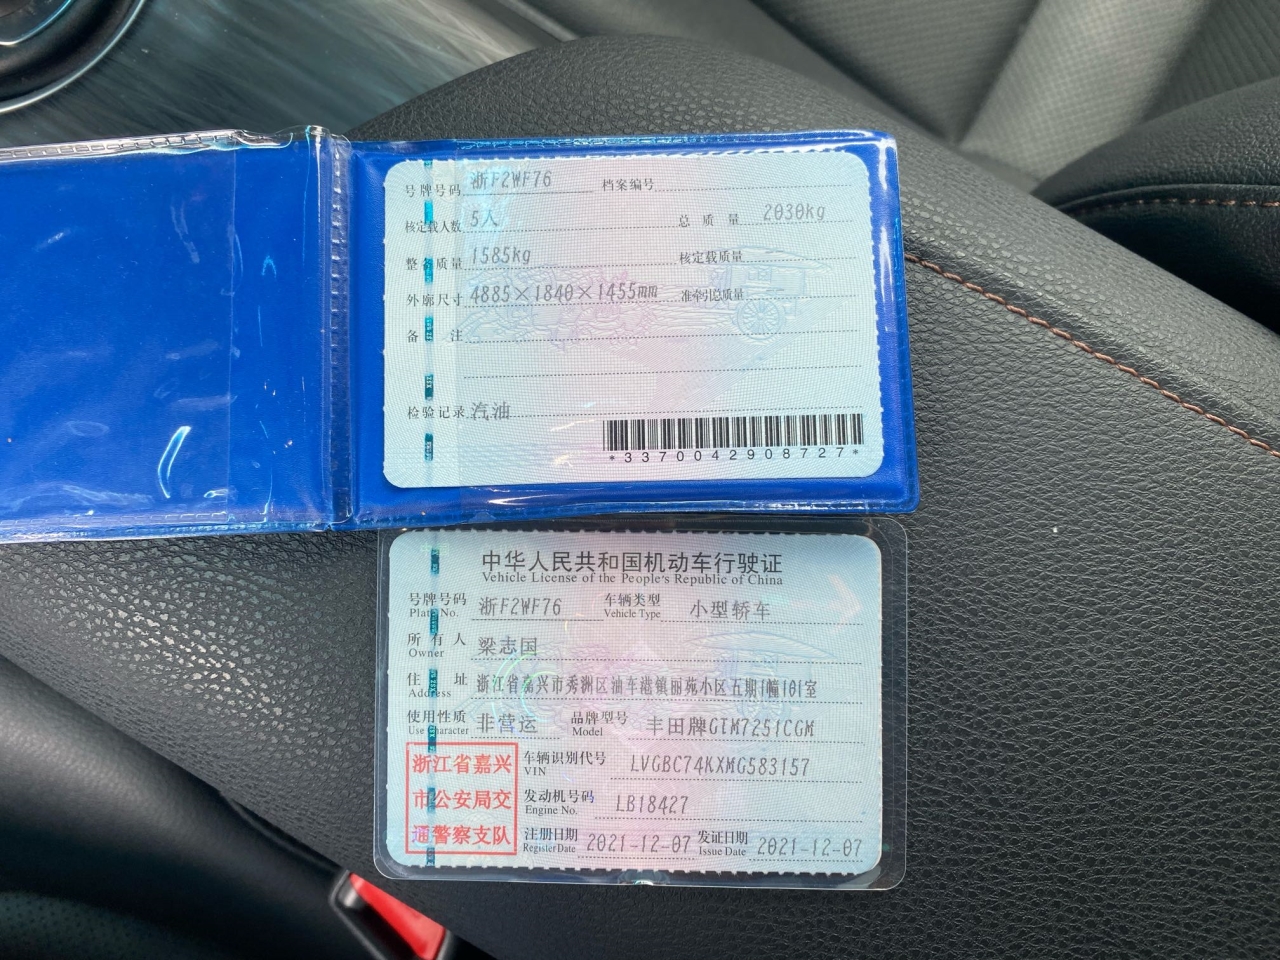 号牌号码 浙F2WF76 档案编号
核定载人数 5人 总质量 2030kg
整备质量 1585kg 核定载质量
外廓尺寸 4885×1840×1455mm 准牵引总质量
备注
检验记录 汽油
*3370042908727*
中华人民共和国机动车行驶证
Vehicle License of the People's Republic of China
号牌号码 浙F2WF76 车辆类型 小型轿车
Plate No. Vehicle Type
所有人 梁志国
Owner
住址 浙江省嘉兴市秀洲区油车港镇丽苑小区五期1幢101室
Address
使用性质 非营运 品牌型号 丰田牌GTM7251CGM
Use Character Model
浙江省嘉兴
市公安局交
通警察支队
车辆识别代号 LVGBC74KXMG583157
VIN
发动机号码 LB18427
Engine No.
注册日期 2021-12-07 发证日期 2021-12-07
Register Date Issue Date